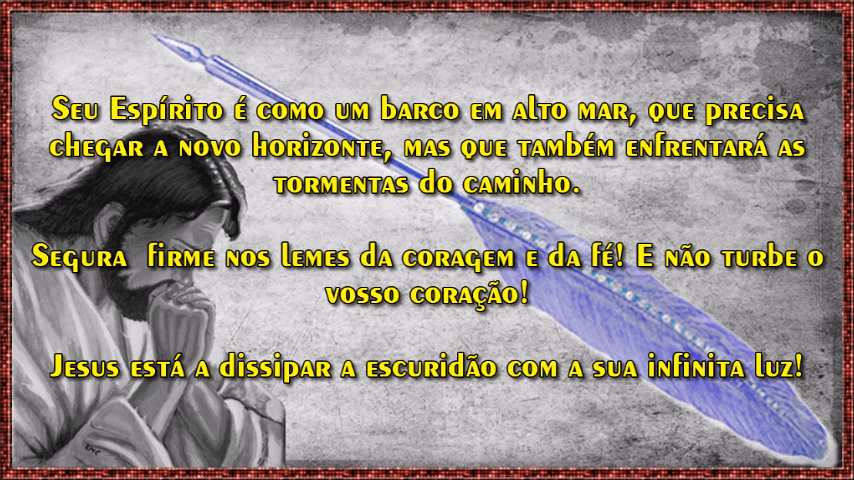 Seu Espírito é como um barco em alto mar, que precisa
chegar a novo horizonte, mas que também enfrentará as
tormentas do caminho.
Segura firme nos lemes da coragem e da fé! E não turbe o
vosso coração!
Jesus está a dissipar a escuridão com a sua infinita luz!